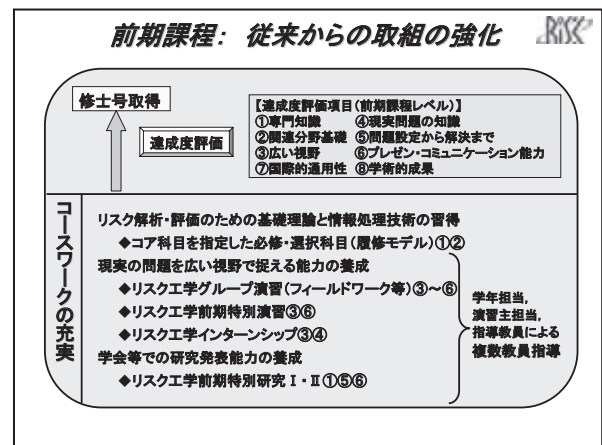 前期課程： 従来からの取組の強化
RiSK
修士号取得
達成度評価
【達成度評価項目(前期課程レベル)】
①専門知識 ④現実問題の知識
②関連分野基礎 ⑤問題設定から解決まで
③広い視野 ⑥プレゼン・コミュニケーション能力
⑦国際的通用性 ⑧学術的成果
コースワークの充実
リスク解析・評価のための基礎理論と情報処理技術の習得
◆コア科目を指定した必修・選択科目(履修モデル)①②
現実の問題を広い視野で捉える能力の養成
◆リスク工学グループ演習(フィールドワーク等)③～⑥
◆リスク工学前期特別演習③⑥
◆リスク工学インターンシップ③④
学会等での研究発表能力の養成
◆リスク工学前期特別研究Ⅰ・Ⅱ①⑤⑥
学年担当，
演習主担当，
指導教員による
複数教員指導